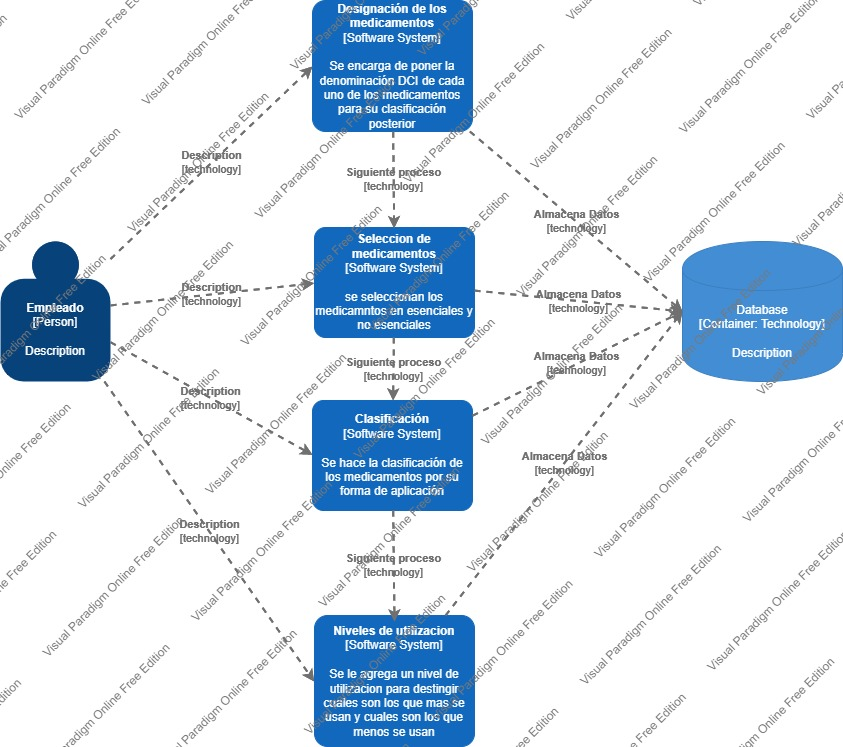 Designación de los
medicamentos
[Software System]
Se encarga de poner la
denominación DCI de cada
uno de los medicamentos
para su clasificación
posterior
Description
[technology]
Siguiente proceso
[technology]
Almacena Datos
[technology]
Seleccion de
medicamentos
[Software System]
se seleccionan los
medicamntos en esenciales y
no esenciales
Description
[technology]
Almacena Datos
[technology]
Empleado
[Person]
Description
Database
[Container: Technology]
Description
Siguiente proceso
[technology]
Almacena Datos
[technology]
Description
[technology]
Clasificación
[Software System]
Se hace la clasificación de
los medicamentos por su
forma de aplicación
Almacena Datos
[technology]
Description
[technology]
Siguiente proceso
[technology]
Niveles de utilizacion
[Software System]
Se le agrega un nivel de
utilizacion para destingir
cuales son los que mas se
usan y cuales son los que
menos se usan
Visual Paradigm Online Free Edition